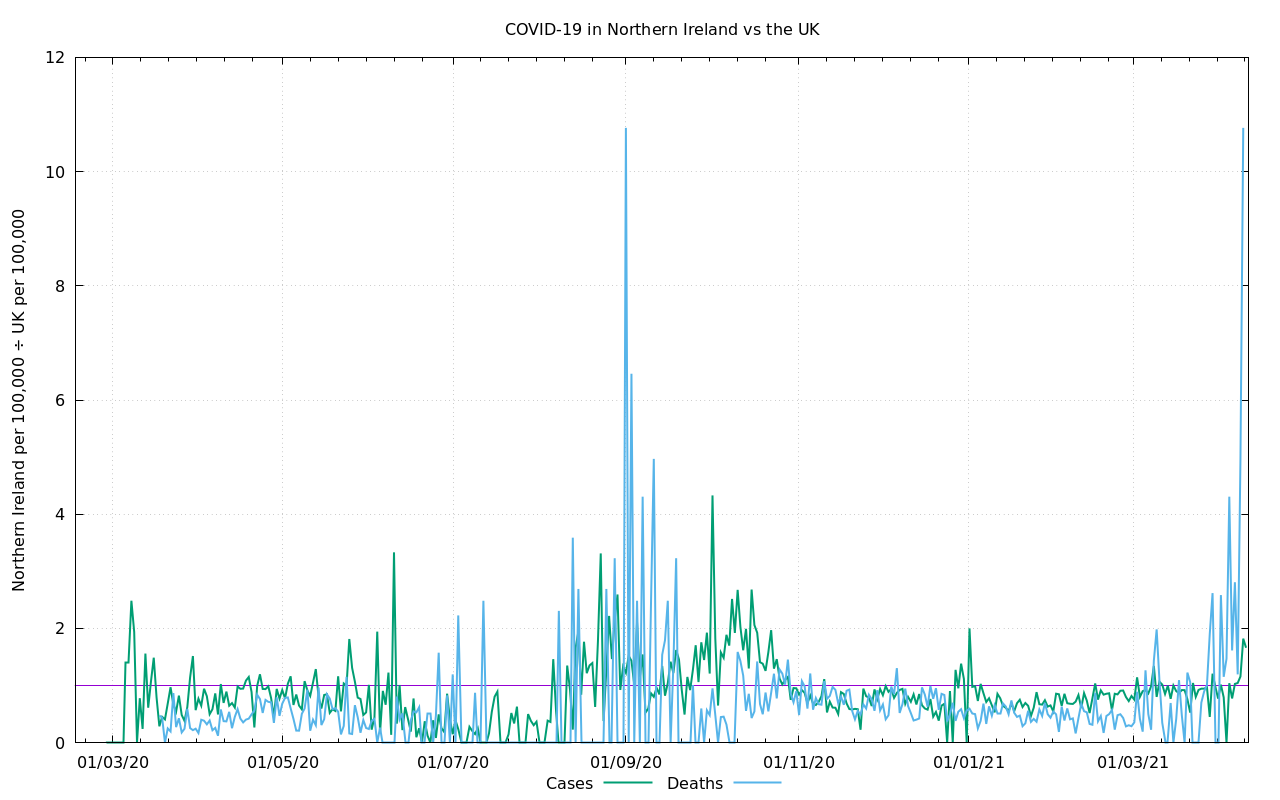 COVID-19 in Northern Ireland vs the UK
Northern Ireland per 100,000 ÷ UK per 100,000
12
10
8
6
4
2
0
01/03/20 01/05/20 01/07/20 01/09/20 01/11/20 01/01/21 01/03/21
Cases Deaths